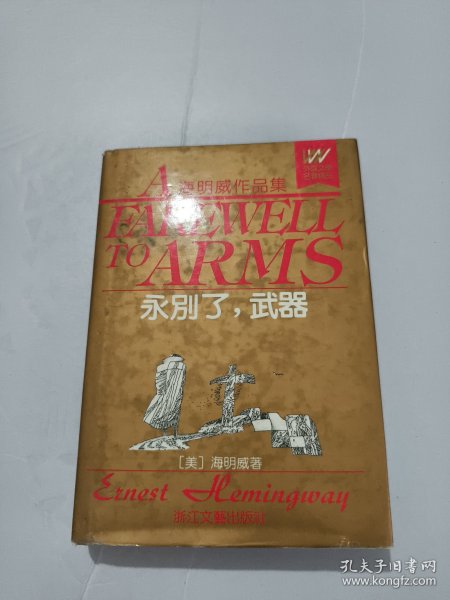 海明威作品集
A
FAREWELL
TO ARMS
永别了，武器
[美]海明威著
Ernest Hemingway
浙江文藝出版社
孔夫子旧书网
www.kongfz.com